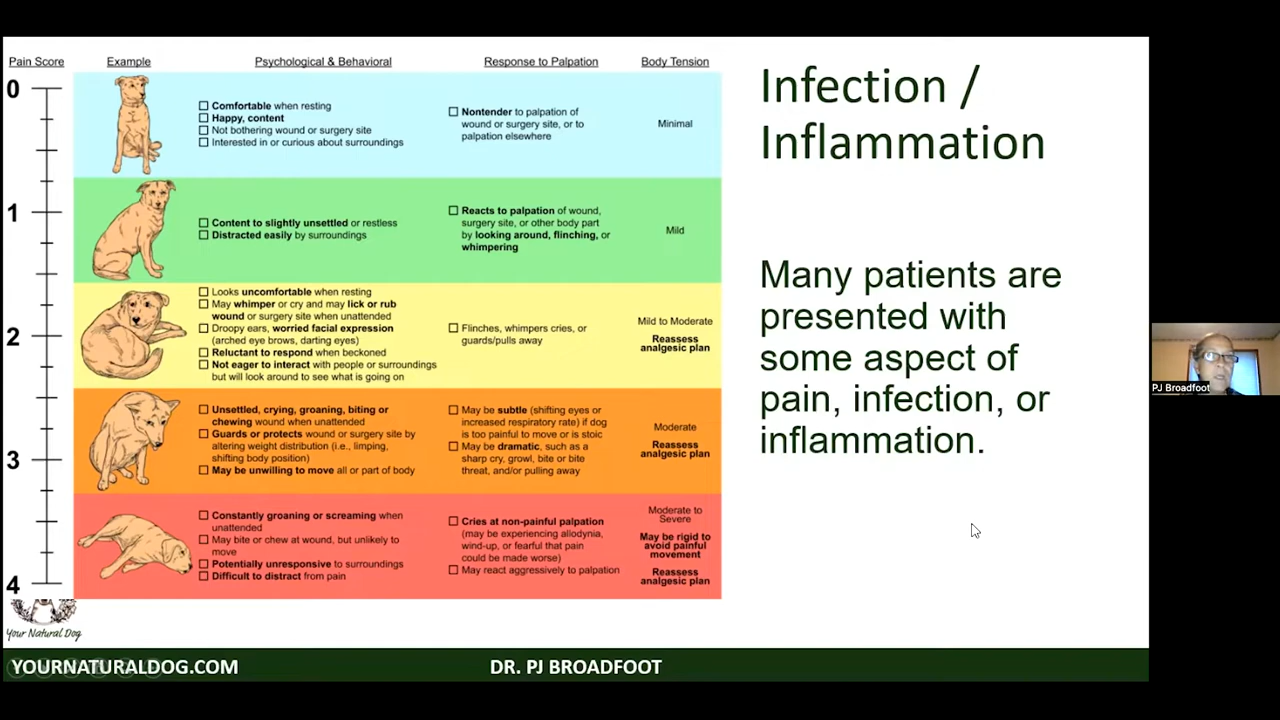 Pain Score Example Psychological & Behavioral Response to Palpation Body Tension
0
☐ Comfortable when resting
☐ Happy, content
☐ Not bothering wound or surgery site
☐ Interested in or curious about surroundings
☐ Nontender to palpation of
wound or surgery site, or to
palpation elsewhere
Minimal
1
☐ Content to slightly unsettled or restless
☐ Distracted easily by surroundings
☐ Reacts to palpation of wound,
surgery site, or other body part
by looking around, flinching, or
whimpering
Mild
2
☐ Looks uncomfortable when resting
☐ May whimper or cry and may lick or rub
wound or surgery site when unattended
☐ Droopy ears, worried facial expression
(arched eye brows, darting eyes)
☐ Reluctant to respond when beckoned
☐ Not eager to interact with people or surroundings
but will look around to see what is going on
☐ Flinches, whimpers cries, or
guards/pulls away
Mild to Moderate
Reassess
analgesic plan
3
☐ Unsettled, crying, groaning, biting or
chewing wound when unattended
☐ Guards or protects wound or surgery site by
altering weight distribution (i.e., limping,
shifting body position)
☐ May be unwilling to move all or part of body
☐ May be subtle (shifting eyes or
increased respiratory rate) if dog
is too painful to move or is stoic
☐ May be dramatic, such as a
sharp cry, growl, bite or bite
threat, and/or pulling away
Moderate
Reassess
analgesic plan
4
☐ Constantly groaning or screaming when
unattended
☐ May bite or chew at wound, but unlikely to
move
☐ Potentially unresponsive to surroundings
☐ Difficult to distract from pain
☐ Cries at non-painful palpation
(may be experiencing allodynia,
wind-up, or fearful that pain
could be made worse)
☐ May react aggressively to palpation
Moderate to
Severe
May be rigid to
avoid painful
movement
Reassess
analgesic plan
Infection /
Inflammation
Many patients are
presented with
some aspect of
pain, infection, or
inflammation.
PJ Broadfoot
Your Natural Dog
YOURNATURALDOG.COM DR. PJ BROADFOOT